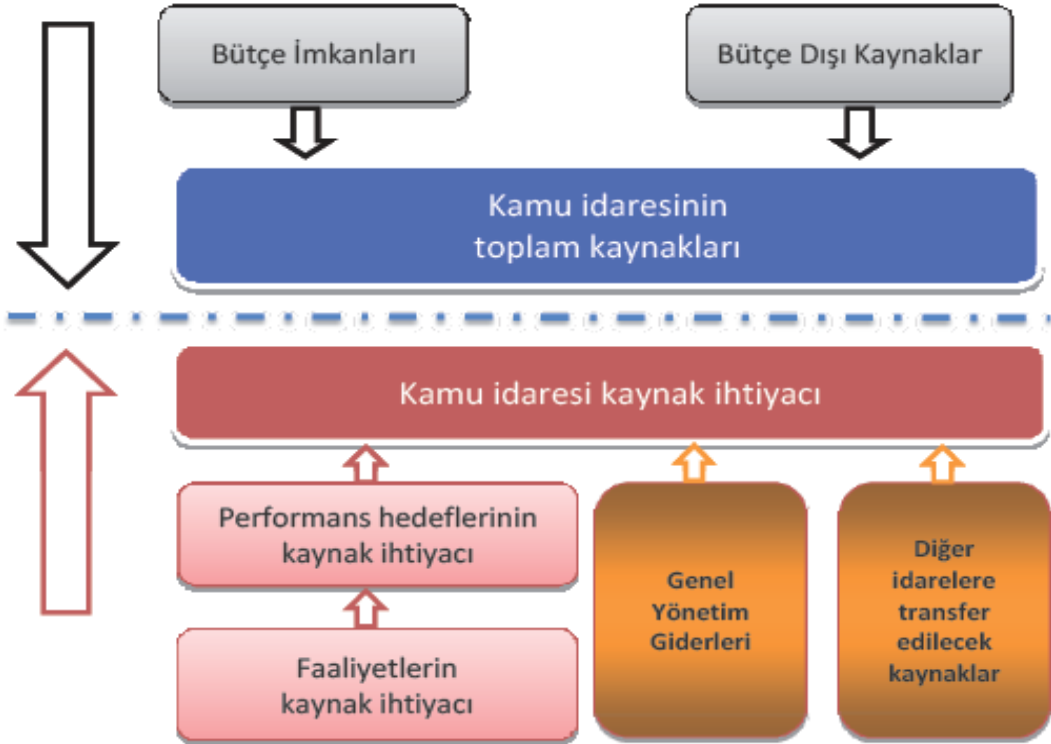 Bütçe İmkanları
Bütçe Dışı Kaynaklar
Kamu idaresinin
toplam kaynakları
Kamu idaresi kaynak ihtiyacı
Performans hedeflerinin
kaynak ihtiyacı
Faaliyetlerin
kaynak ihtiyacı
Genel
Yönetim
Giderleri
Diğer
idarelere
transfer
edilecek
kaynaklar